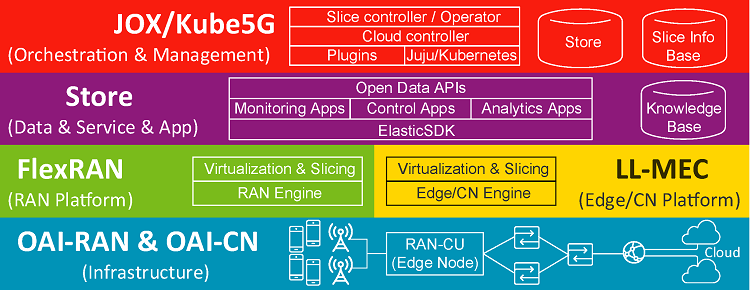 JOX/Kube5G
(Orchestration & Management)
Slice controller / Operator
Cloud controller
Plugins
Juju/Kubernetes
Store
Slice Info
Base
Store
(Data & Service & App)
Open Data APIs
Monitoring Apps
Control Apps
Analytics Apps
ElasticSDK
Knowledge
Base
FlexRAN
(RAN Platform)
Virtualization & Slicing
RAN Engine
Virtualization & Slicing
Edge/CN Engine
LL-MEC
(Edge/CN Platform)
OAI-RAN & OAI-CN
(Infrastructure)
RAN-CU
(Edge Node)
Cloud